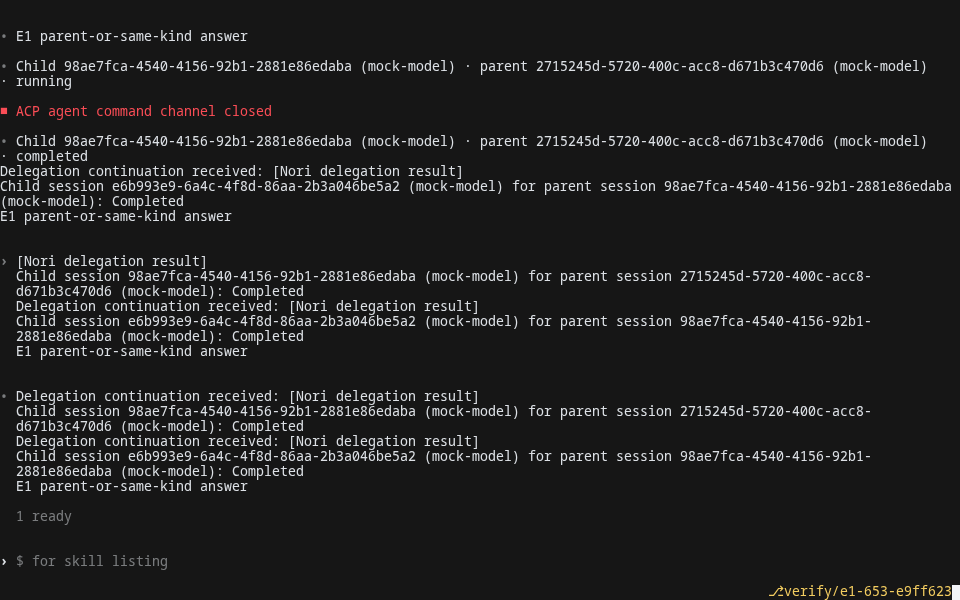 • E1 parent-or-same-kind answer
• Child 98ae7fca-4540-4156-92b1-2881e86edaba (mock-model) · parent 2715245d-5720-400c-acc8-d671b3c470d6 (mock-model)
· running
■ ACP agent command channel closed
• Child 98ae7fca-4540-4156-92b1-2881e86edaba (mock-model) · parent 2715245d-5720-400c-acc8-d671b3c470d6 (mock-model)
· completed
Delegation continuation received: [Nori delegation result]
Child session e6b993e9-6a4c-4f8d-86aa-2b3a046be5a2 (mock-model) for parent session 98ae7fca-4540-4156-92b1-2881e86edaba
(mock-model): Completed
E1 parent-or-same-kind answer
› [Nori delegation result]
Child session 98ae7fca-4540-4156-92b1-2881e86edaba (mock-model) for parent session 2715245d-5720-400c-acc8-
d671b3c470d6 (mock-model): Completed
Delegation continuation received: [Nori delegation result]
Child session e6b993e9-6a4c-4f8d-86aa-2b3a046be5a2 (mock-model) for parent session 98ae7fca-4540-4156-92b1-
2881e86edaba (mock-model): Completed
E1 parent-or-same-kind answer
• Delegation continuation received: [Nori delegation result]
Child session 98ae7fca-4540-4156-92b1-2881e86edaba (mock-model) for parent session 2715245d-5720-400c-acc8-
d671b3c470d6 (mock-model): Completed
Delegation continuation received: [Nori delegation result]
Child session e6b993e9-6a4c-4f8d-86aa-2b3a046be5a2 (mock-model) for parent session 98ae7fca-4540-4156-92b1-
2881e86edaba (mock-model): Completed
E1 parent-or-same-kind answer
1 ready
› $ for skill listing
⎇verify/e1-653-e9ff623